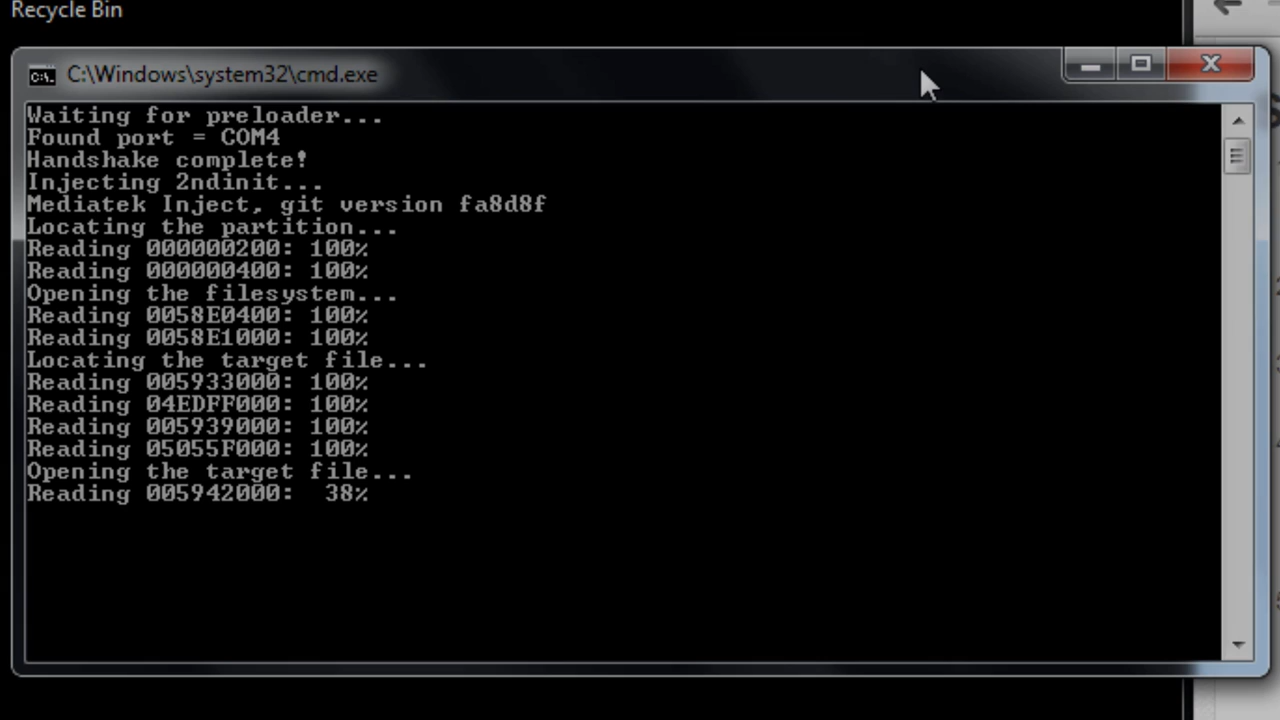 Recycle Bin
C:\Windows\system32\cmd.exe
Waiting for preloader...
Found port = COM4
Handshake complete!
Injecting 2ndinit...
Mediatek Inject, git version fa8d8f
Locating the partition...
Reading 000000200: 100%
Reading 000000400: 100%
Opening the filesystem...
Reading 0058E0400: 100%
Reading 0058E1000: 100%
Locating the target file...
Reading 005933000: 100%
Reading 04EDFF000: 100%
Reading 005939000: 100%
Reading 05055F000: 100%
Opening the target file...
Reading 005942000:  38%